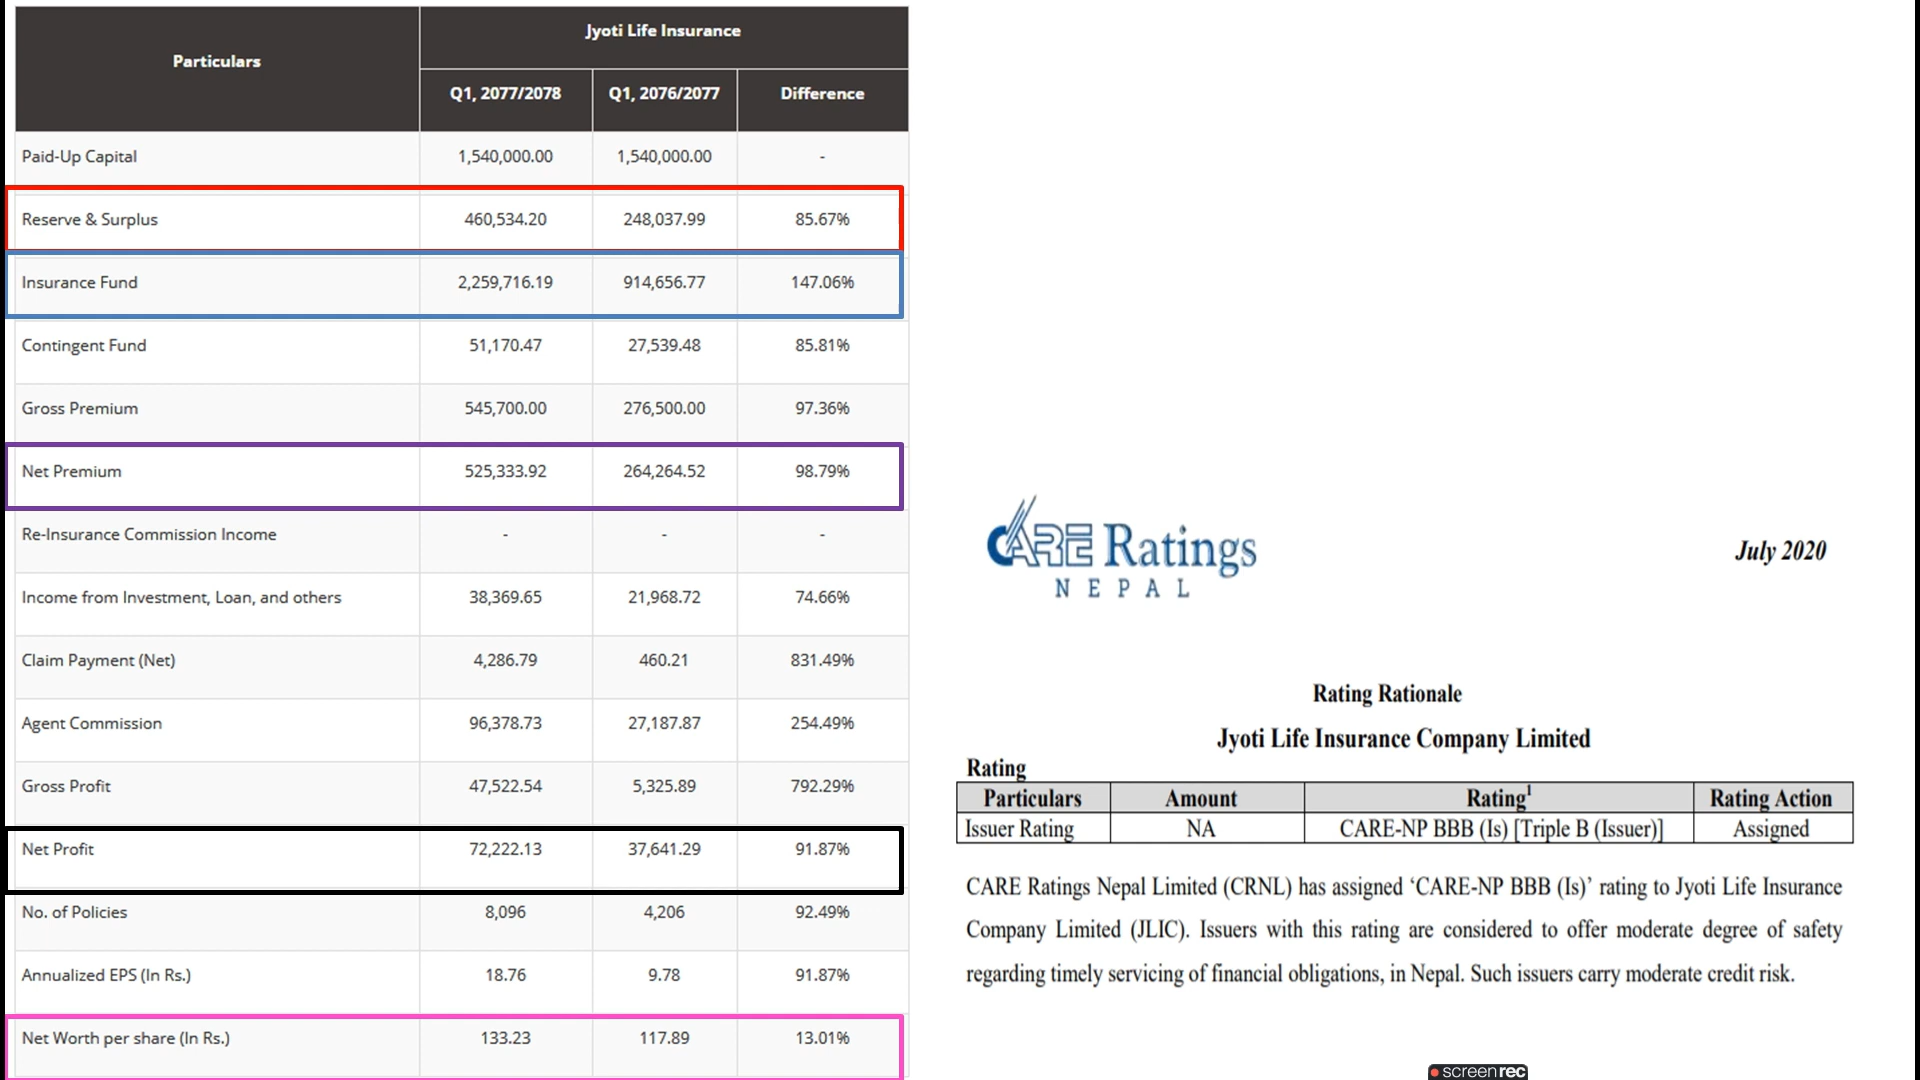 Particulars
Jyoti Life Insurance
Q1, 2077/2078 Q1, 2076/2077 Difference
Paid-Up Capital 1,540,000.00 1,540,000.00 -
Reserve & Surplus 460,534.20 248,037.99 85.67%
Insurance Fund 2,259,716.19 914,656.77 147.06%
Contingent Fund 51,170.47 27,539.48 85.81%
Gross Premium 545,700.00 276,500.00 97.36%
Net Premium 525,333.92 264,264.52 98.79%
Re-Insurance Commission Income - - -
Income from Investment, Loan, and others 38,369.65 21,968.72 74.66%
Claim Payment (Net) 4,286.79 460.21 831.49%
Agent Commission 96,378.73 27,187.87 254.49%
Gross Profit 47,522.54 5,325.89 792.29%
Net Profit 72,222.13 37,641.29 91.87%
No. of Policies 8,096 4,206 92.49%
Annualized EPS (In Rs.) 18.76 9.78 91.87%
Net Worth per share (In Rs.) 133.23 117.89 13.01%
CARE Ratings
NEPAL
July 2020
Rating Rationale
Jyoti Life Insurance Company Limited
Rating
Particulars Amount Rating1 Rating Action
Issuer Rating NA CARE-NP BBB (Is) [Triple B (Issuer)] Assigned
CARE Ratings Nepal Limited (CRNL) has assigned ‘CARE-NP BBB (Is)’ rating to Jyoti Life Insurance
Company Limited (JLIC). Issuers with this rating are considered to offer moderate degree of safety
regarding timely servicing of financial obligations, in Nepal. Such issuers carry moderate credit risk.
screenrec